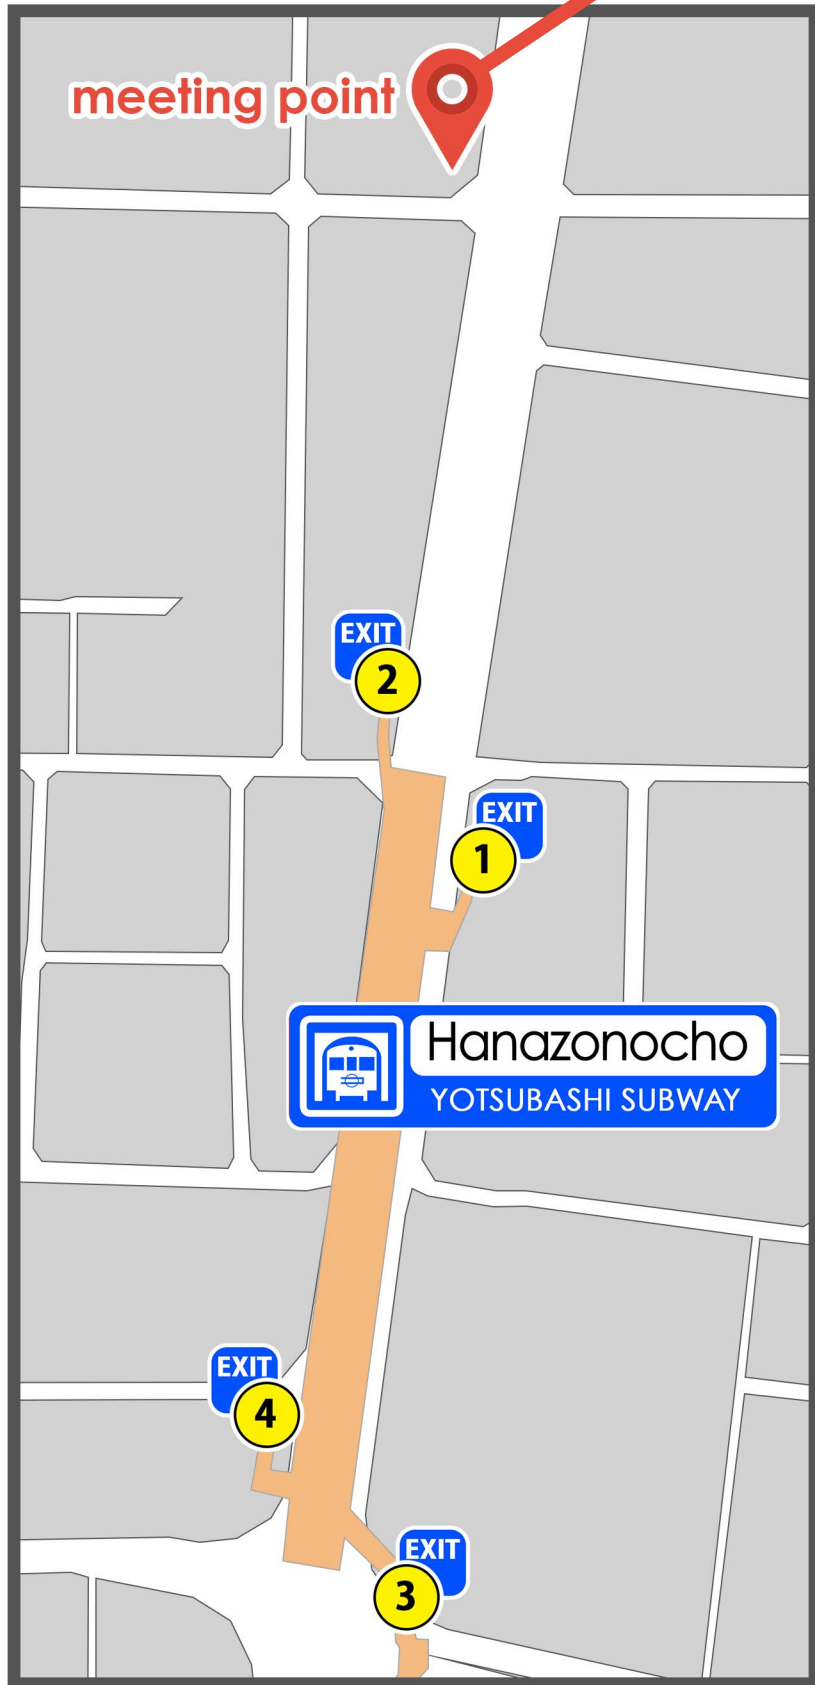 meeting point
EXIT
2
EXIT
1
Hanazonocho
YOTSUBASHI SUBWAY
EXIT
4
EXIT
3